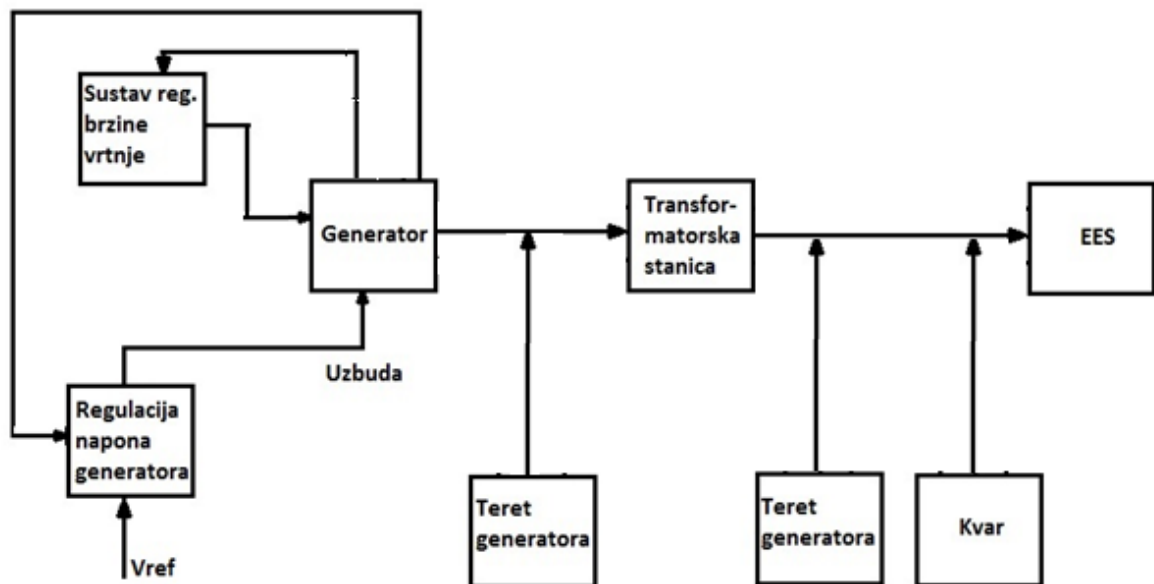 Sustav reg.
brzine
vrtnje
Generator
Transfor-
matorska
stanica
EES
Uzbuda
Regulacija
napona
generatora
Vref
Teret
generatora
Teret
generatora
Kvar